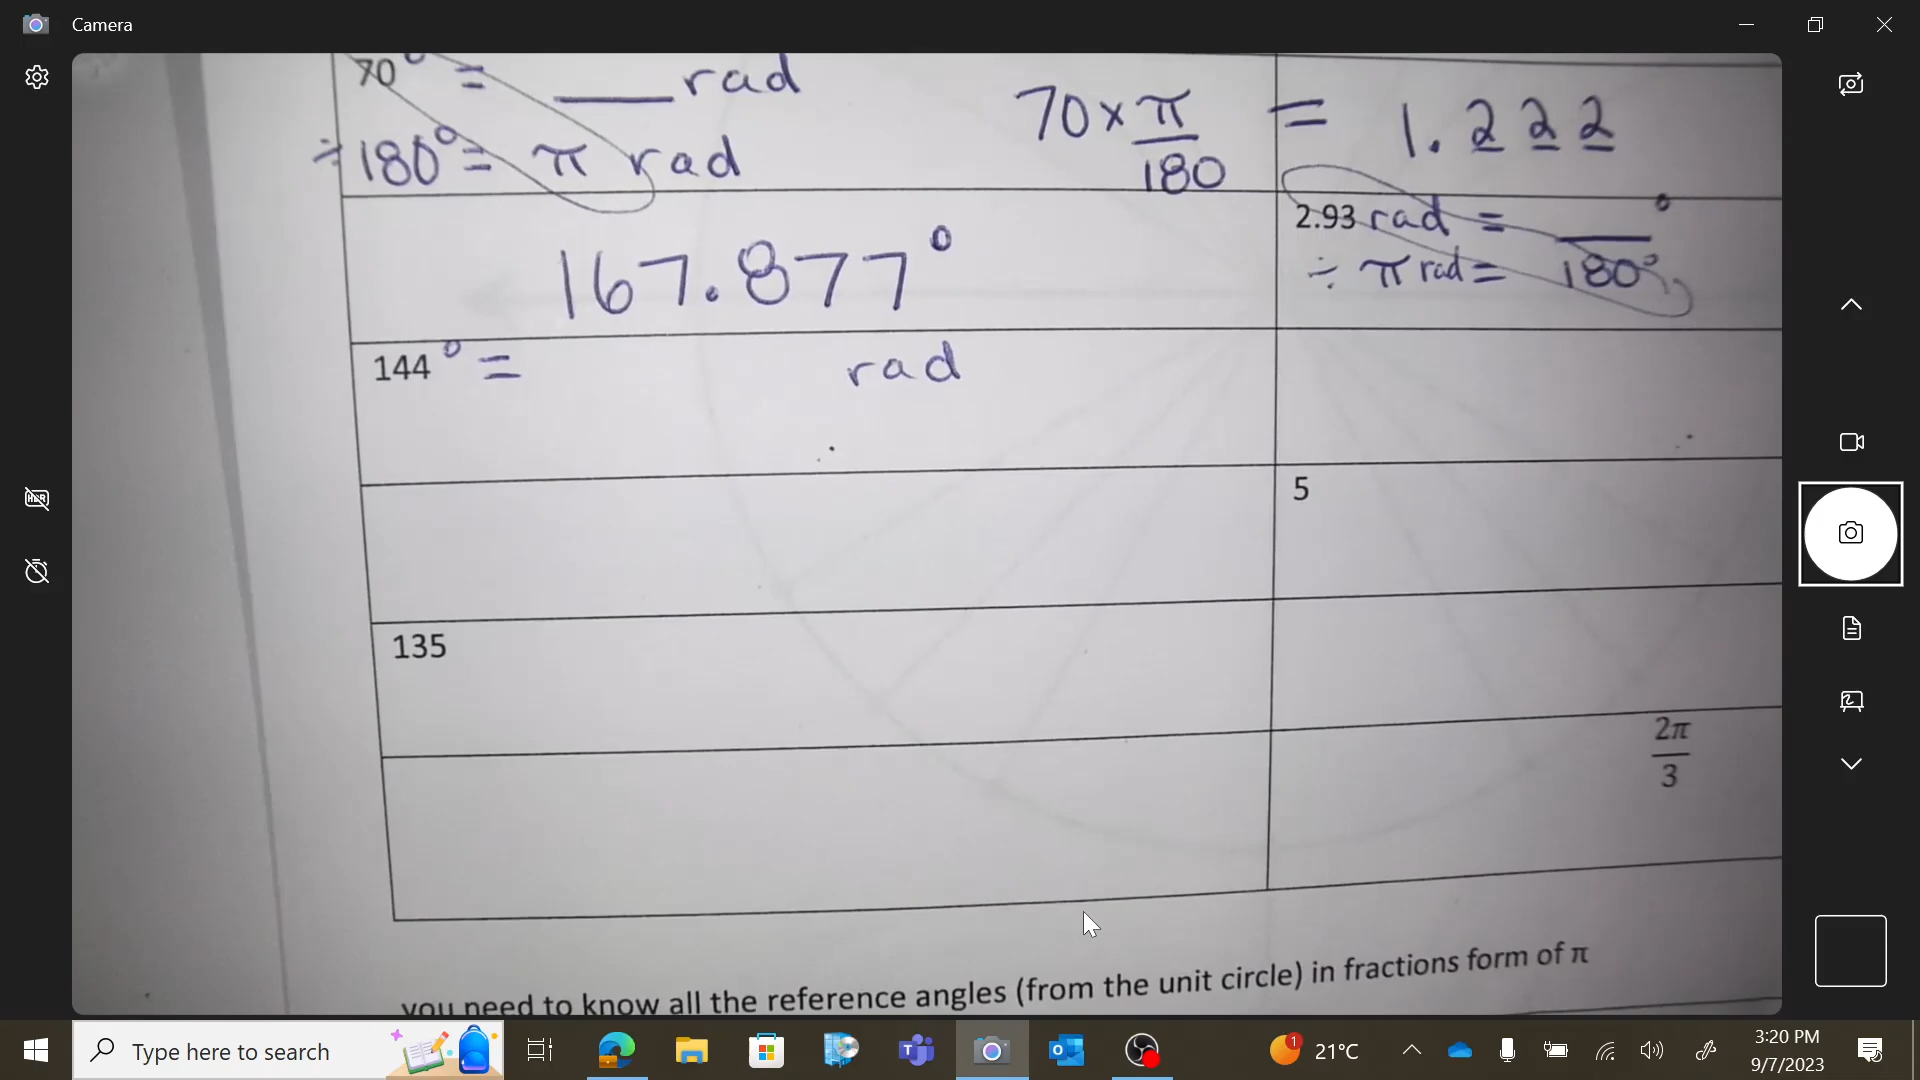 Camera
70° = ___ rad
÷180° = π rad
70 × π/180 = 1.222
167.877°
2.93 rad = ___°
÷ π rad = 180°
144° = rad
5
135
2π/3
you need to know all the reference angles (from the unit circle) in fractions form of π
Type here to search
1
21°C
3:20 PM
9/7/2023